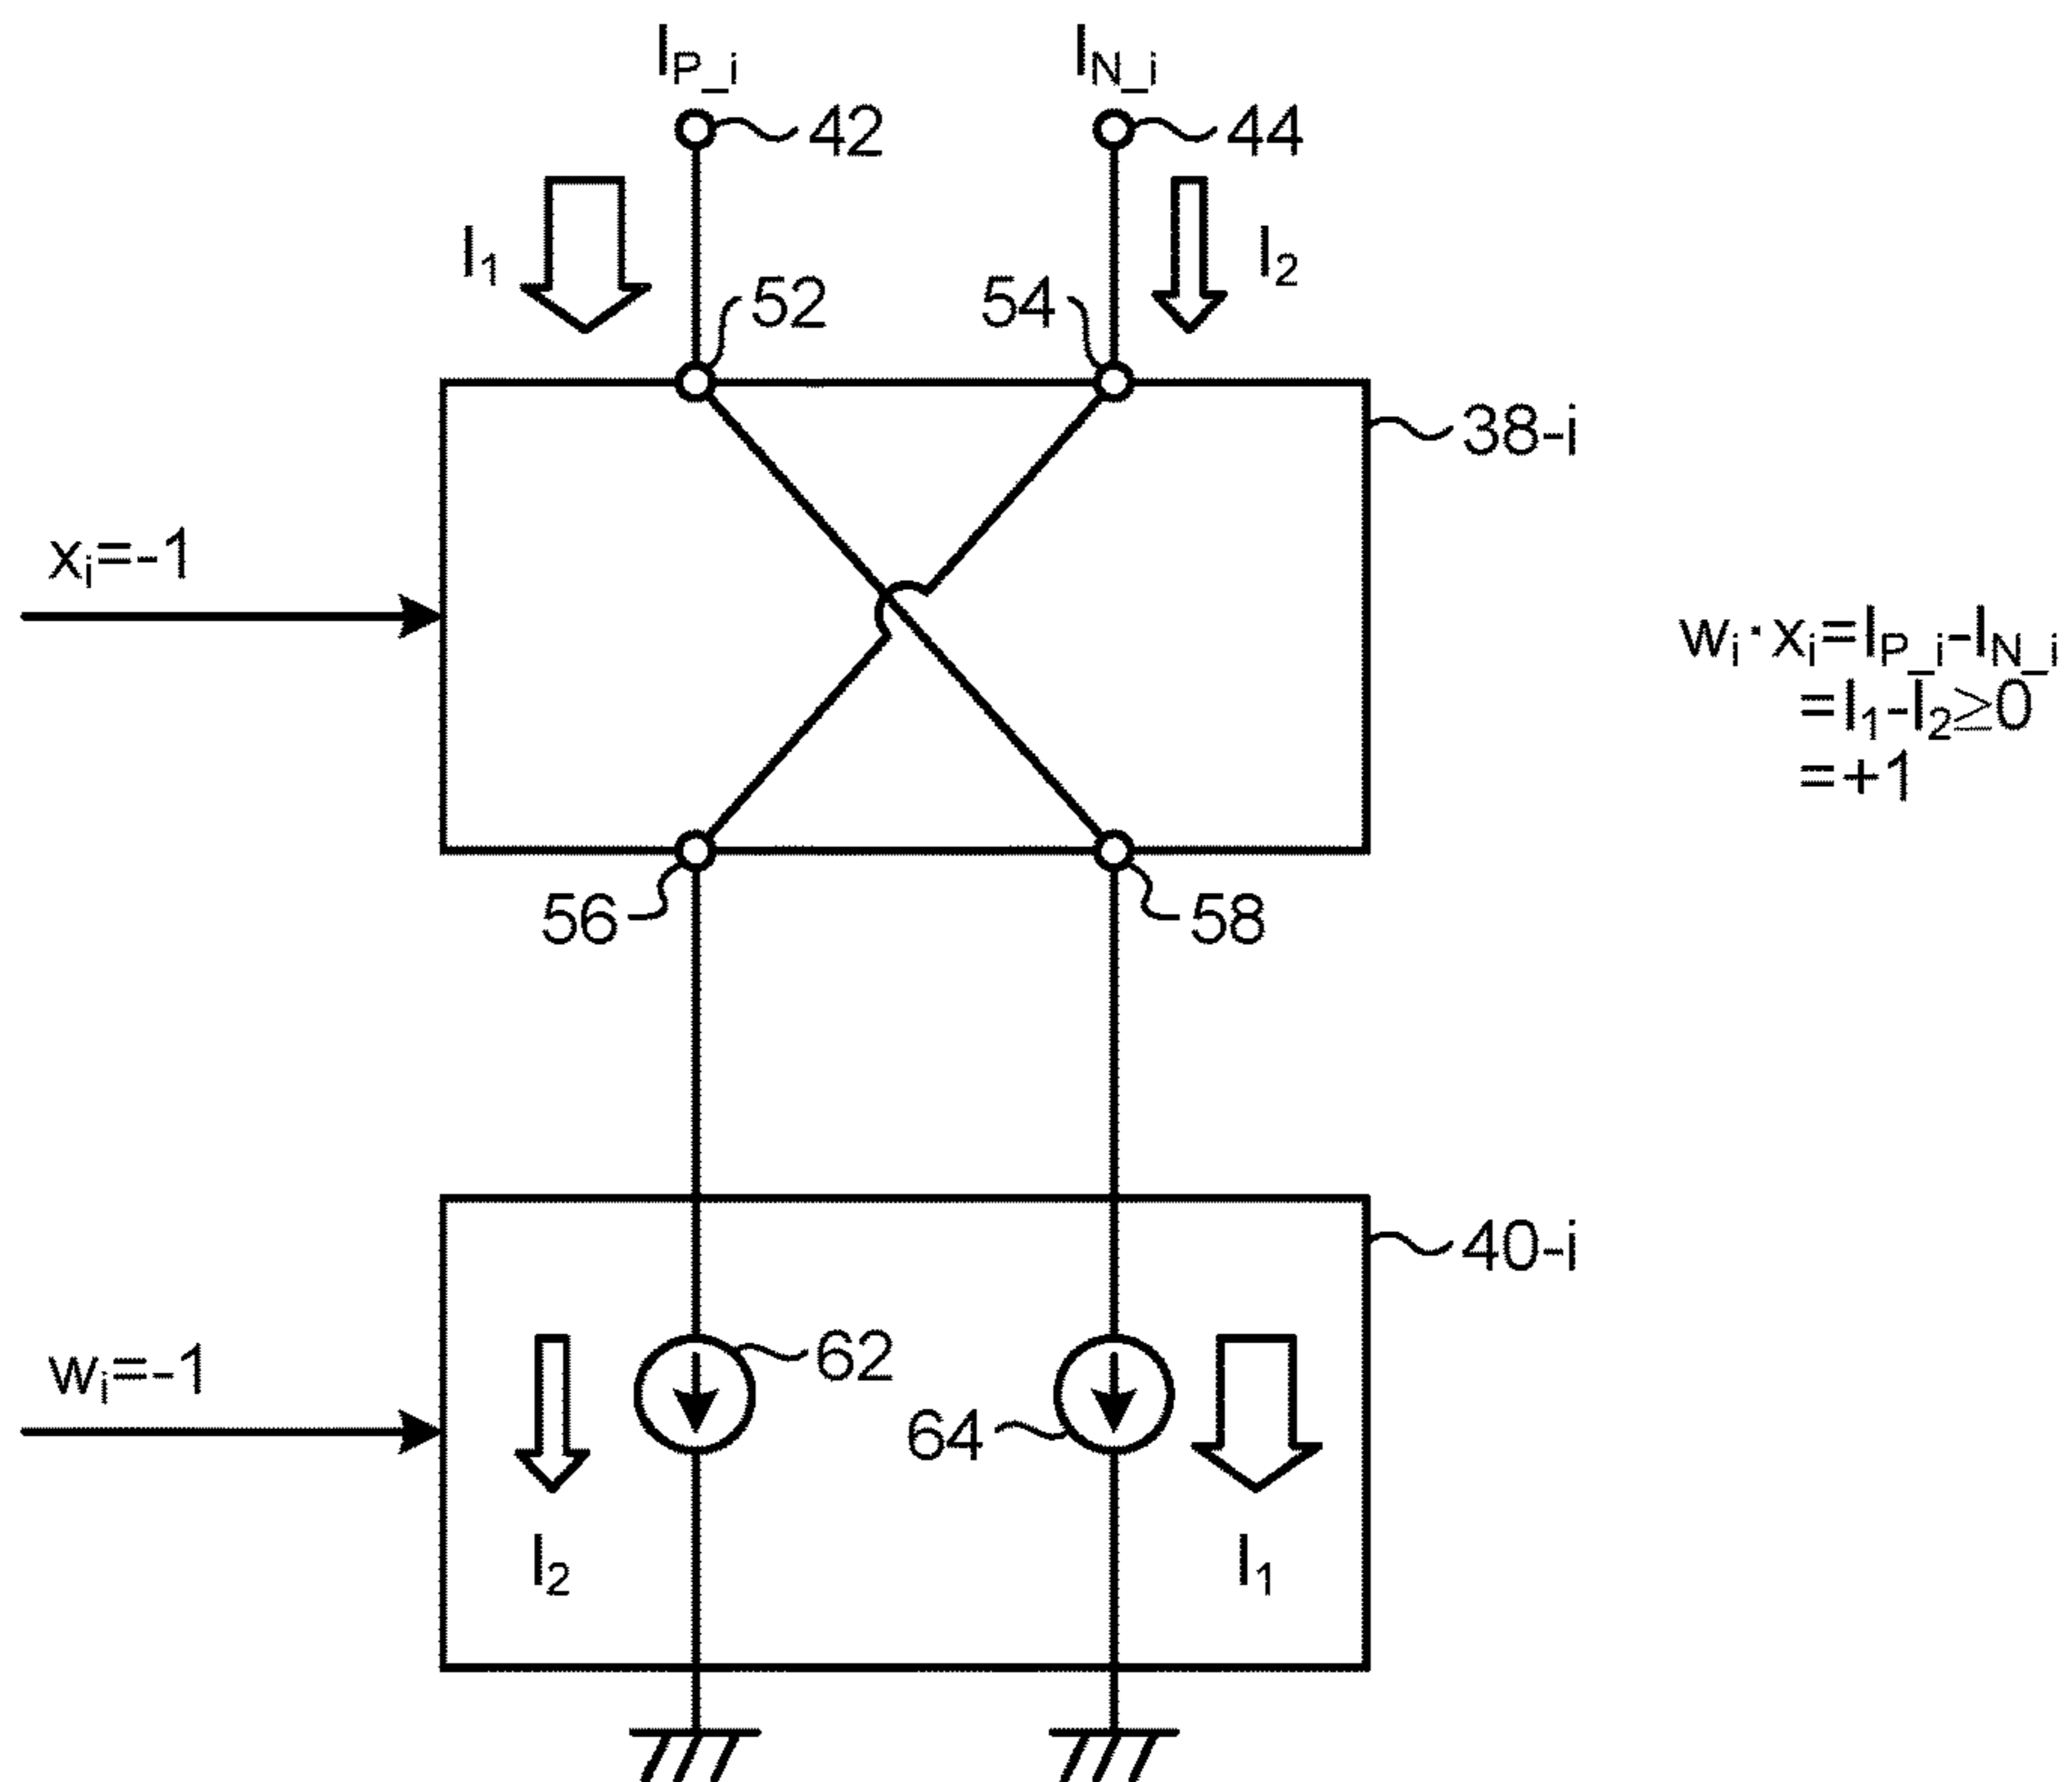 I_P_i I_N_i
42 44
I₁ I₂
52 54
38-i
xᵢ=-1
wᵢ·xᵢ=I_P_i-I_N_i
=I₁-I₂≧0
=+1
56 58
40-i
wᵢ=-1
62
64
I₂ I₁